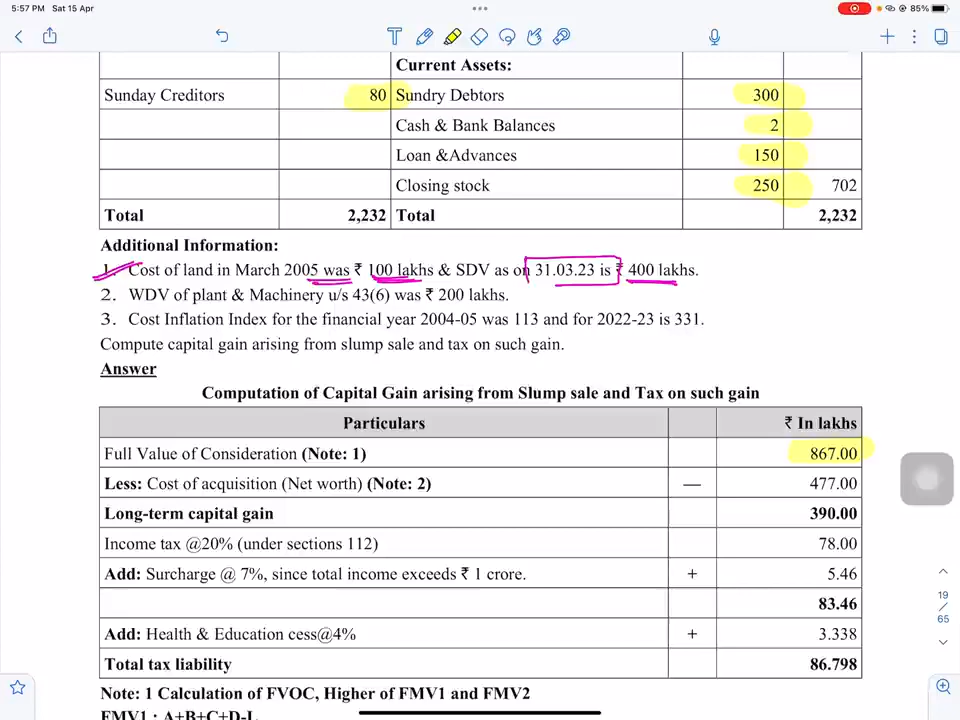 5:57 PM Sat 15 Apr
85%
Current Assets:
Sunday Creditors 80 Sundry Debtors 300
Cash & Bank Balances 2
Loan &Advances 150
Closing stock 250 702
Total 2,232 Total 2,232
Additional Information:
1. Cost of land in March 2005 was ₹ 100 lakhs & SDV as on 31.03.23 is ₹ 400 lakhs.
2. WDV of plant & Machinery u/s 43(6) was ₹ 200 lakhs.
3. Cost Inflation Index for the financial year 2004-05 was 113 and for 2022-23 is 331.
Compute capital gain arising from slump sale and tax on such gain.
Answer
Computation of Capital Gain arising from Slump sale and Tax on such gain
Particulars ₹ In lakhs
Full Value of Consideration (Note: 1) 867.00
Less: Cost of acquisition (Net worth) (Note: 2) — 477.00
Long-term capital gain 390.00
Income tax @20% (under sections 112) 78.00
Add: Surcharge @ 7%, since total income exceeds ₹ 1 crore. + 5.46
83.46
Add: Health & Education cess@4% + 3.338
Total tax liability 86.798
Note: 1 Calculation of FVOC, Higher of FMV1 and FMV2
FMV1 : A+B+C+D-L
19
/
65